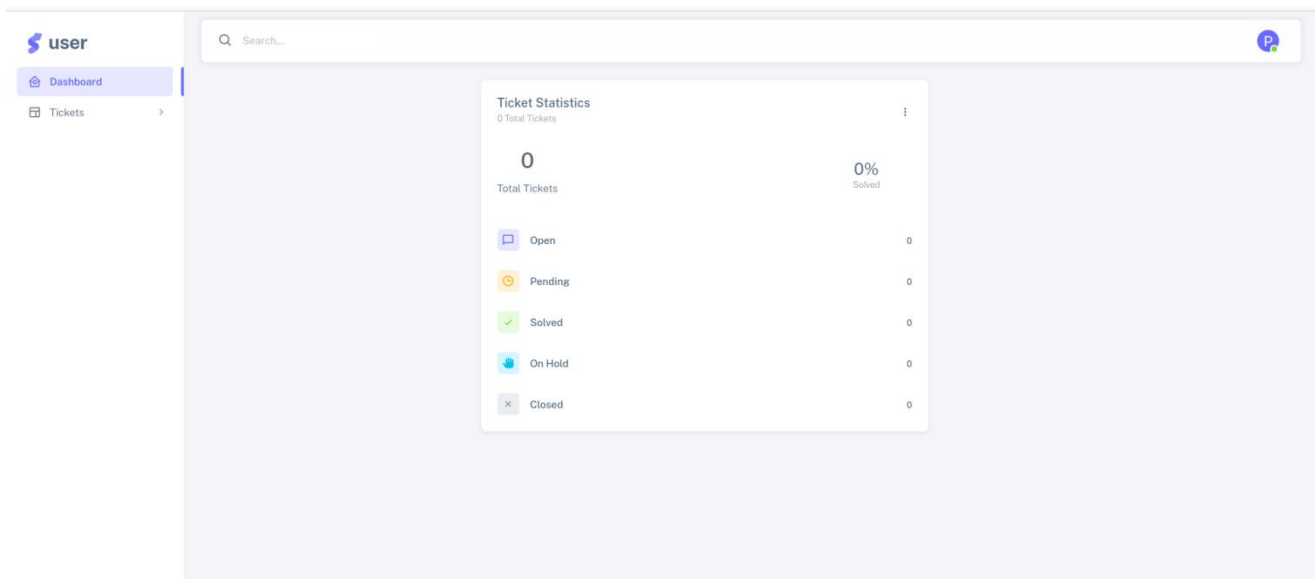 user
Dashboard
Tickets
Search...
P
Ticket Statistics
0 Total Tickets
0
Total Tickets
0%
Solved
Open 0
Pending 0
Solved 0
On Hold 0
Closed 0